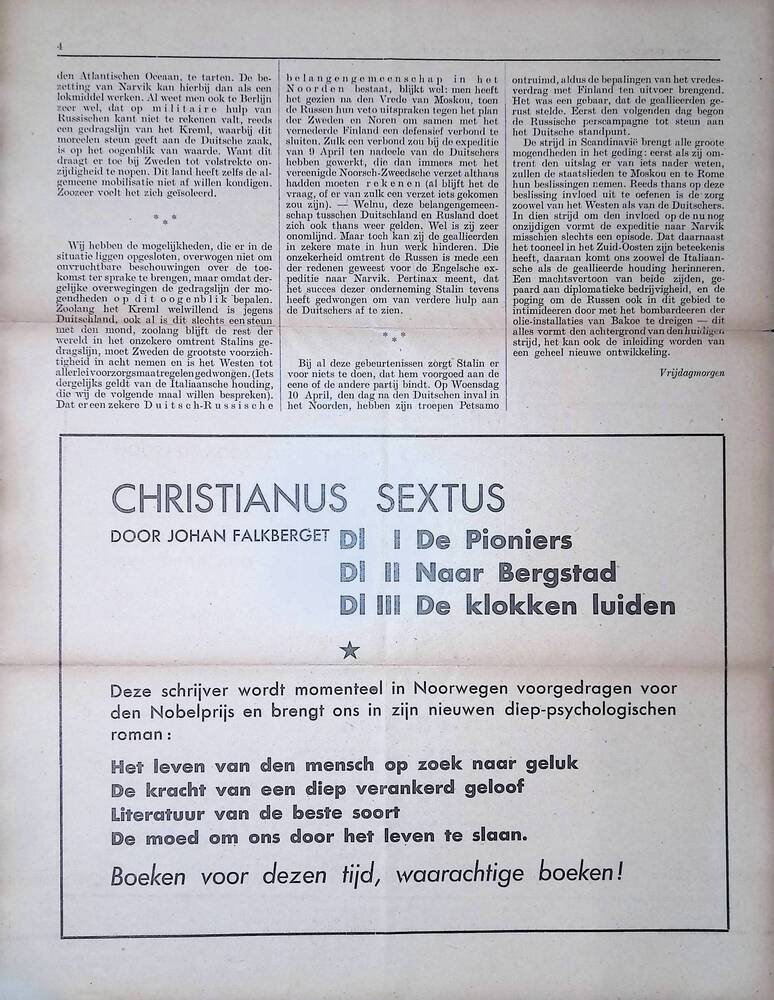 4
den Atlantischen Oceaan, te tarten. De be-
zetting van Narvik kan hierbij dan als een
lokmiddel werken. Al weet men ook te Berlijn
zeer wel, dat op militaire hulp van
Russischen kant niet te rekenen valt, reeds
een gedragslijn van het Kreml, waarbij dit
moreelen steun geeft aan de Duitsche zaak,
is op het oogenblik van waarde. Want dit
draagt er toe bij Zweden tot volstrekte on-
zijdigheid te nopen. Dit land heeft zelfs de al-
gemeene mobilisatie niet af willen kondigen.
Zoozeer voelt het zich geïsoleerd.
* * *
Wij hebben de mogelijkheden, die er in de
situatie liggen opgesloten, overwogen niet om
onvruchtbare beschouwingen over de toe-
komst ter sprake te brengen, maar omdat der-
gelijke overwegingen de gedragslijn der mo-
gendheden op dit oogenblik bepalen.
Zoolang het Kreml welwillend is jegens
Duitschland, ook al is dit slechts een steun
met den mond, zoolang blijft de rest der
wereld in het onzekere omtrent Stalins ge-
dragslijn, moet Zweden de grootste voorzich-
tigheid in acht nemen en is het Westen tot
allerlei voorzorgsmaatregelen gedwongen. (Iets
dergelijks geldt van de Italiaansche houding,
die wij de volgende maal willen bespreken).
Dat er een zekere Duitsch-Russische
belangengemeenschap in het
Noorden bestaat, blijkt wel: men heeft
het gezien na den Vrede van Moskou, toen
de Russen hun veto uitspraken tegen het plan
der Zweden en Noren om samen met het
vernederde Finland een defensief verbond te
sluiten. Zulk een verbond zou bij de expeditie
van 9 April ten nadeele van de Duitschers
hebben gewerkt, die dan immers met het
vereenigde Noorsch-Zweedsche verzet althans
hadden moeten rekenen (al blijft het de
vraag, of er van zulk een verzet iets gekomen
zou zijn). — Welnu, deze belangengemeen-
schap tusschen Duitschland en Rusland doet
zich ook thans weer gelden. Wel is zij zeer
onomlijnd. Maar toch kan zij de geallieerden
in zekere mate in hun werk hinderen. Die
onzekerheid omtrent de Russen is mede een
der redenen geweest voor de Engelsche ex-
peditie naar Narvik. Pertinax meent, dat
het succes dezer onderneming Stalin tevens
heeft gedwongen om van verdere hulp aan
de Duitschers af te zien.
* * *
Bij al deze gebeurtenissen zorgt Stalin er
voor niets te doen, dat hem voorgoed aan de
eene of de andere partij bindt. Op Woensdag
10 April, den dag na den Duitschen inval in
het Noorden, hebben zijn troepen Petsamo
ontruimd, aldus de bepalingen van het vredes-
verdrag met Finland ten uitvoer brengend.
Het was een gebaar, dat de geallieerden ge-
rust stelde. Eerst den volgenden dag begon
de Russische perscampagne tot steun aan
het Duitsche standpunt.
De strijd in Scandinavië brengt alle groote
mogendheden in het geding: eerst als zij om-
trent den uitslag er van iets nader weten,
zullen de staatslieden te Moskou en te Rome
hun beslissingen nemen. Reeds thans op deze
beslissing invloed uit te oefenen is de zorg
zoowel van het Westen als van de Duitschers.
In dien strijd om den invloed op de nu nog
onzijdigen vormt de expeditie naar Narvik
misschien slechts een episode. Dat daarnaast
het tooneel in het Zuid-Oosten zijn beteekenis
heeft, daaraan komt ons zoowel de Italiaan-
sche als de geallieerde houding herinneren.
Een machtsvertoon van beide zijden, ge-
paard aan diplomatieke bedrijvigheid, en de
poging om de Russen ook in dit gebied te
intimideeren door met het bombardeeren der
olie-installaties van Bakoe te dreigen — dit
alles vormt den achtergrond van den huidigen
strijd, het kan ook de inleiding worden van
een geheel nieuwe ontwikkeling.
Vrijdagmorgen
CHRISTIANUS SEXTUS
DOOR JOHAN FALKBERGET Dl I De Pioniers
Dl II Naar Bergstad
Dl III De klokken luiden
Deze schrijver wordt momenteel in Noorwegen voorgedragen voor
den Nobelprijs en brengt ons in zijn nieuwen diep-psychologischen
roman:
Het leven van den mensch op zoek naar geluk
De kracht van een diep verankerd geloof
Literatuur van de beste soort
De moed om ons door het leven te slaan.
Boeken voor dezen tijd, waarachtige boeken!